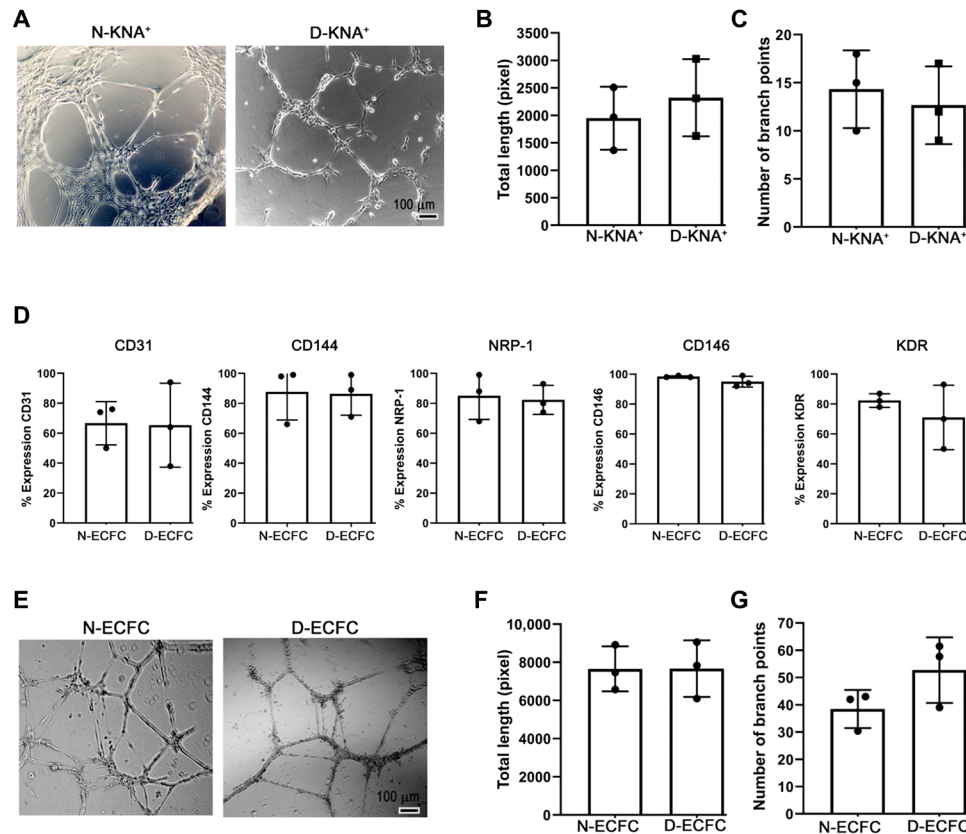 A
N-KNA⁺
D-KNA⁺
100 μm
B
Total length (pixel)
3500
3000
2500
2000
1500
1000
500
0
N-KNA⁺
D-KNA⁺
C
Number of branch points
20
15
10
5
0
N-KNA⁺
D-KNA⁺
D
CD31
% Expression CD31
100
80
60
40
20
0
N-ECFC
D-ECFC
CD144
% Expression CD144
100
80
60
40
20
0
N-ECFC
D-ECFC
NRP-1
% Expression NRP-1
100
80
60
40
20
0
N-ECFC
D-ECFC
CD146
% Expression CD146
100
80
60
40
20
0
N-ECFC
D-ECFC
KDR
% Expression KDR
100
80
60
40
20
0
N-ECFC
D-ECFC
E
N-ECFC
D-ECFC
100 μm
F
Total length (pixel)
10,000
8000
6000
4000
2000
0
N-ECFC
D-ECFC
G
Number of branch points
70
60
50
40
30
20
10
0
N-ECFC
D-ECFC